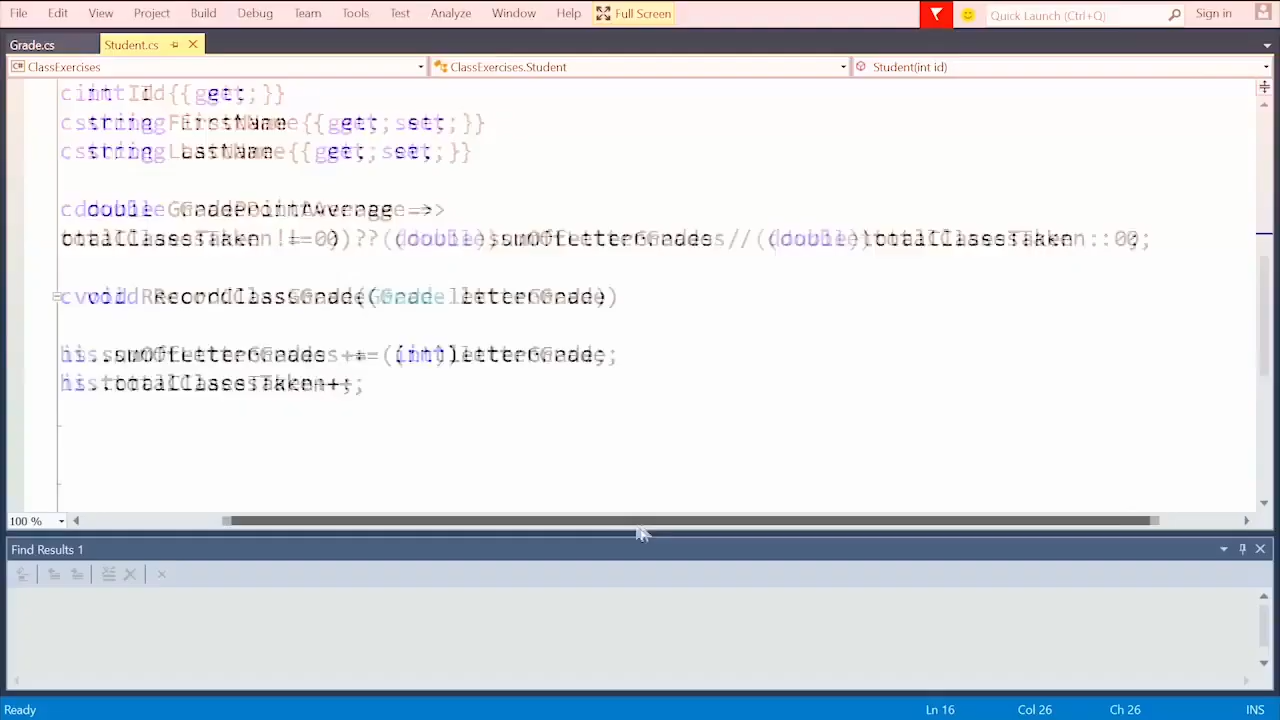 File Edit View Project Build Debug Team Tools Test Analyze Window Help Full Screen Quick Launch (Ctrl+Q) Sign in
Grade.cs Student.cs
ClassExercises ClassExercises.Student Student(int id)
c int Id { get; }
c string FirstName { get; set; }
c string LastName { get; set; }
c double GradePointAverage =>
totalClassesTaken != 0) ? (double)sumOfLetterGrades / (double)totalClassesTaken : 0;
c void RecordClassGrade(Grade letterGrade)
his.sumOfLetterGrades += (int)letterGrade;
his.totalClassesTaken++;
100 %
Find Results 1
Ready Ln 16 Col 26 Ch 26 INS